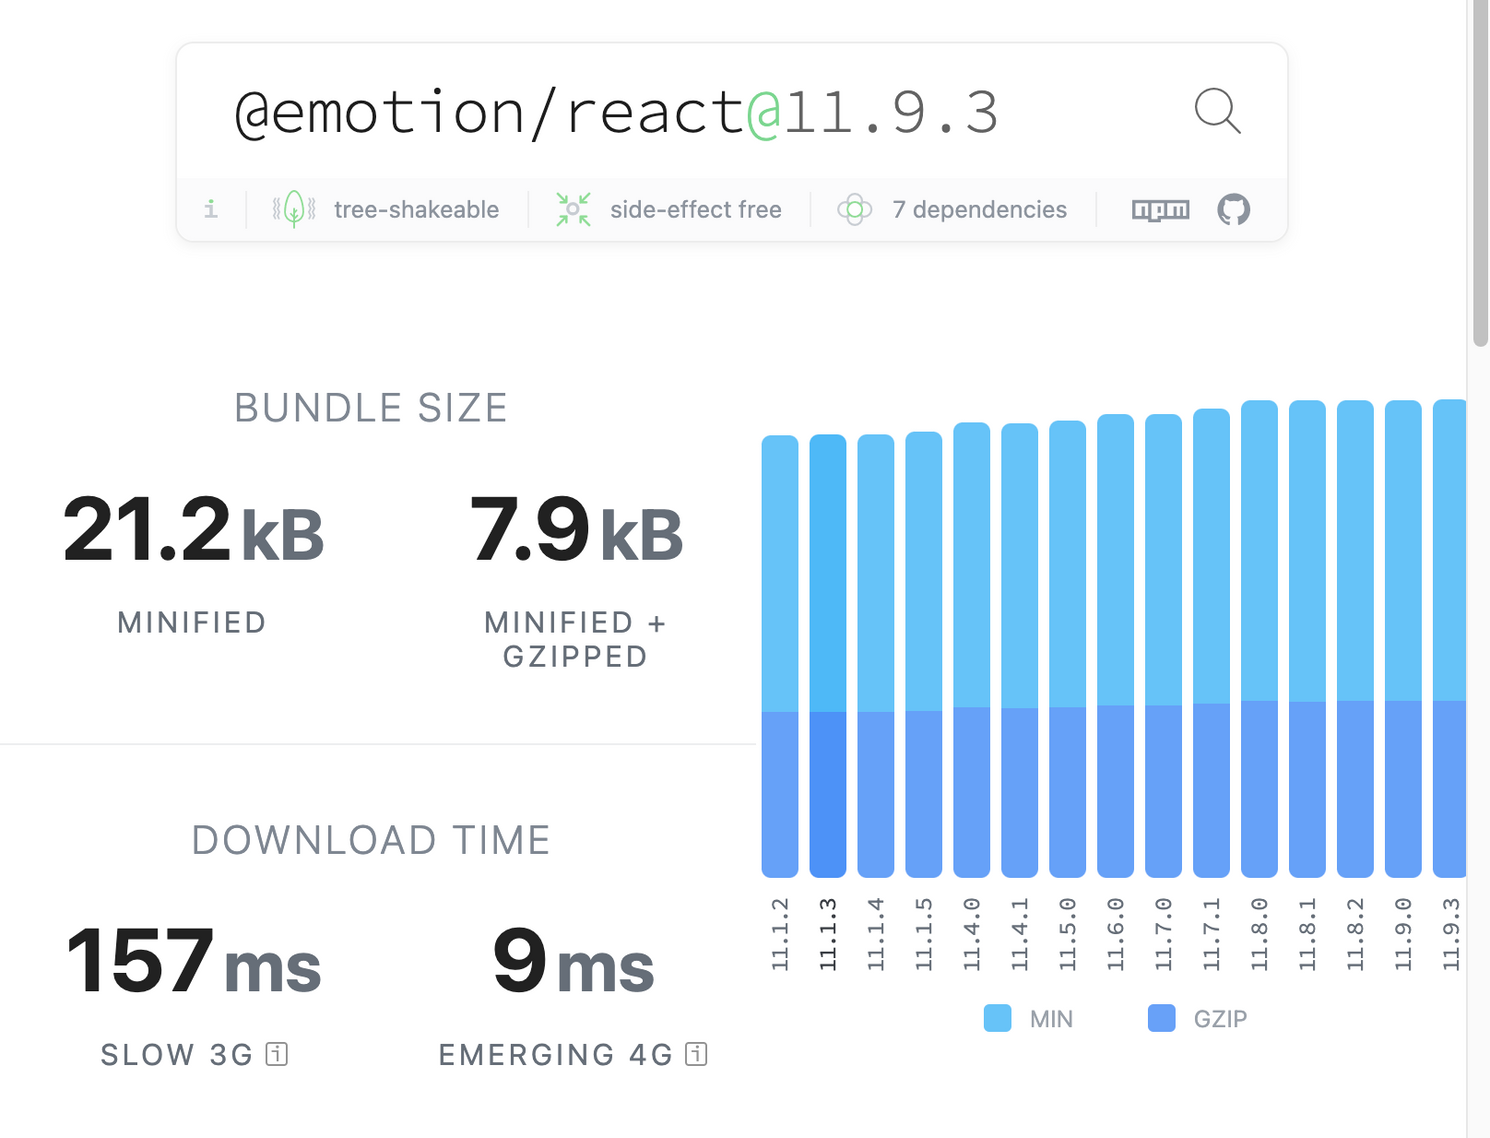 @emotion/react@11.9.3
i
tree-shakeable
side-effect free
7 dependencies
npm
BUNDLE SIZE
21.2 kB
MINIFIED
7.9 kB
MINIFIED +
GZIPPED
DOWNLOAD TIME
157 ms
SLOW 3G i
9 ms
EMERGING 4G i
11.1.2
11.1.3
11.1.4
11.1.5
11.4.0
11.4.1
11.5.0
11.6.0
11.7.0
11.7.1
11.8.0
11.8.1
11.8.2
11.9.0
11.9.3
MIN
GZIP